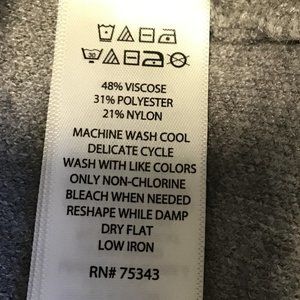 48% VISCOSE
31% POLYESTER
21% NYLON
MACHINE WASH COOL
DELICATE CYCLE
WASH WITH LIKE COLORS
ONLY NON-CHLORINE
BLEACH WHEN NEEDED
RESHAPE WHILE DAMP
DRY FLAT
LOW IRON
RN# 75343